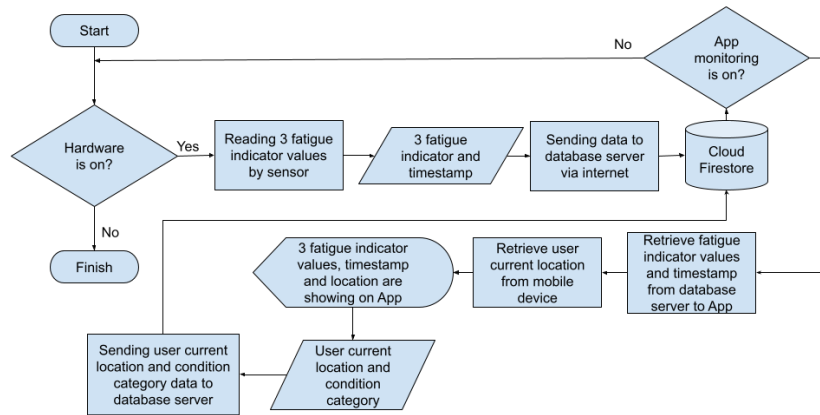 Start
No
App
monitoring
is on?
Hardware
is on?
Yes
Reading 3 fatigue
indicator values
by sensor
3 fatigue
indicator and
timestamp
Sending data to
database server
via internet
Cloud
Firestore
No
Finish
3 fatigue indicator
values, timestamp
and location are
showing on App
Retrieve user
current location
from mobile
device
Retrieve fatigue
indicator values
and timestamp
from database
server to App
Sending user current
location and condition
category data to
database server
User current
location and
condition
category